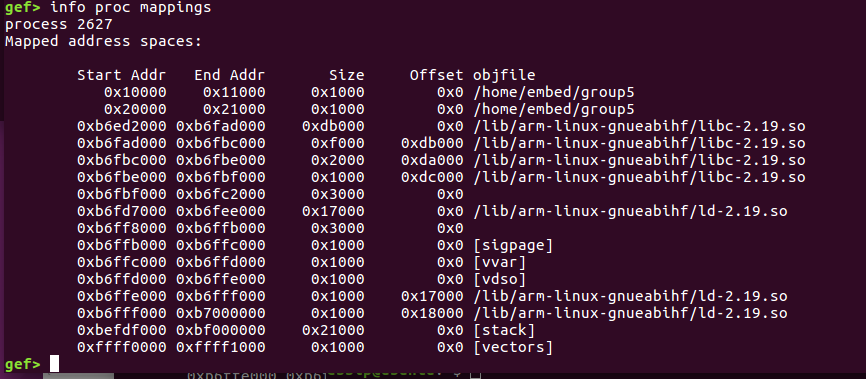 gef> info proc mappings
process 2627
Mapped address spaces:
Start Addr End Addr Size Offset objfile
0x10000 0x11000 0x1000 0x0 /home/embed/group5
0x20000 0x21000 0x1000 0x0 /home/embed/group5
0xb6ed2000 0xb6fad000 0xdb000 0x0 /lib/arm-linux-gnueabihf/libc-2.19.so
0xb6fad000 0xb6fbc000 0xf000 0xdb000 /lib/arm-linux-gnueabihf/libc-2.19.so
0xb6fbc000 0xb6fbe000 0x2000 0xda000 /lib/arm-linux-gnueabihf/libc-2.19.so
0xb6fbe000 0xb6fbf000 0x1000 0xdc000 /lib/arm-linux-gnueabihf/libc-2.19.so
0xb6fbf000 0xb6fc2000 0x3000 0x0
0xb6fd7000 0xb6fee000 0x17000 0x0 /lib/arm-linux-gnueabihf/ld-2.19.so
0xb6ff8000 0xb6ffb000 0x3000 0x0
0xb6ffb000 0xb6ffc000 0x1000 0x0 [sigpage]
0xb6ffc000 0xb6ffd000 0x1000 0x0 [vvar]
0xb6ffd000 0xb6ffe000 0x1000 0x0 [vdso]
0xb6ffe000 0xb6fff000 0x1000 0x17000 /lib/arm-linux-gnueabihf/ld-2.19.so
0xb6fff000 0xb7000000 0x1000 0x18000 /lib/arm-linux-gnueabihf/ld-2.19.so
0xbefdf000 0xbf000000 0x21000 0x0 [stack]
0xffff0000 0xffff1000 0x1000 0x0 [vectors]
gef>